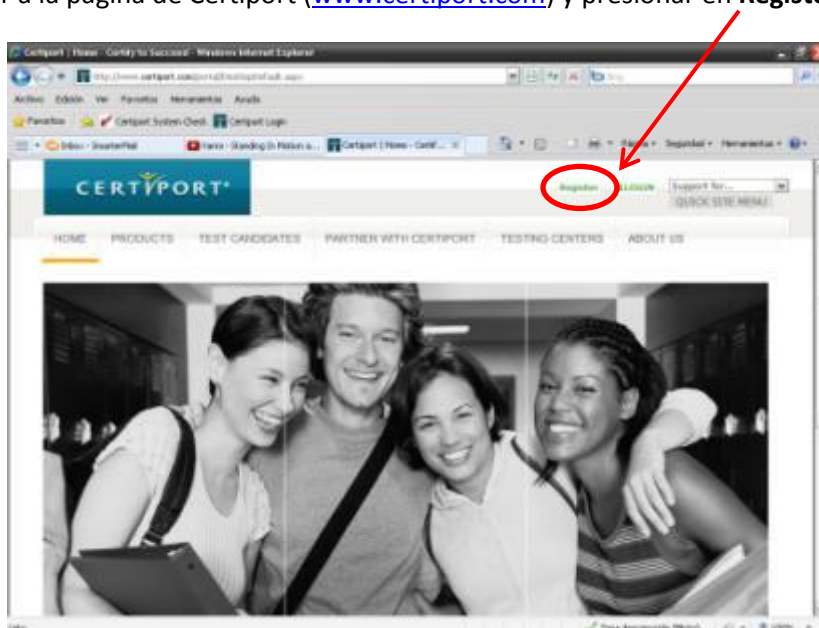 a la página de Certiport (www.certiport.com) y presionar en Regist
Certiport | Home - Certify to Succeed - Windows Internet Explorer
Archivo Edición Ver Favoritos Herramientas Ayuda
Favoritos Certiport System Check Certiport Login
Certiport | Home - Certif...
Página Seguridad Herramientas
CERTIPORT
Register LOGIN Support for...
QUICK SITE MENU
HOME PRODUCTS TEST CANDIDATES PARTNER WITH CERTIPORT TESTING CENTERS ABOUT US